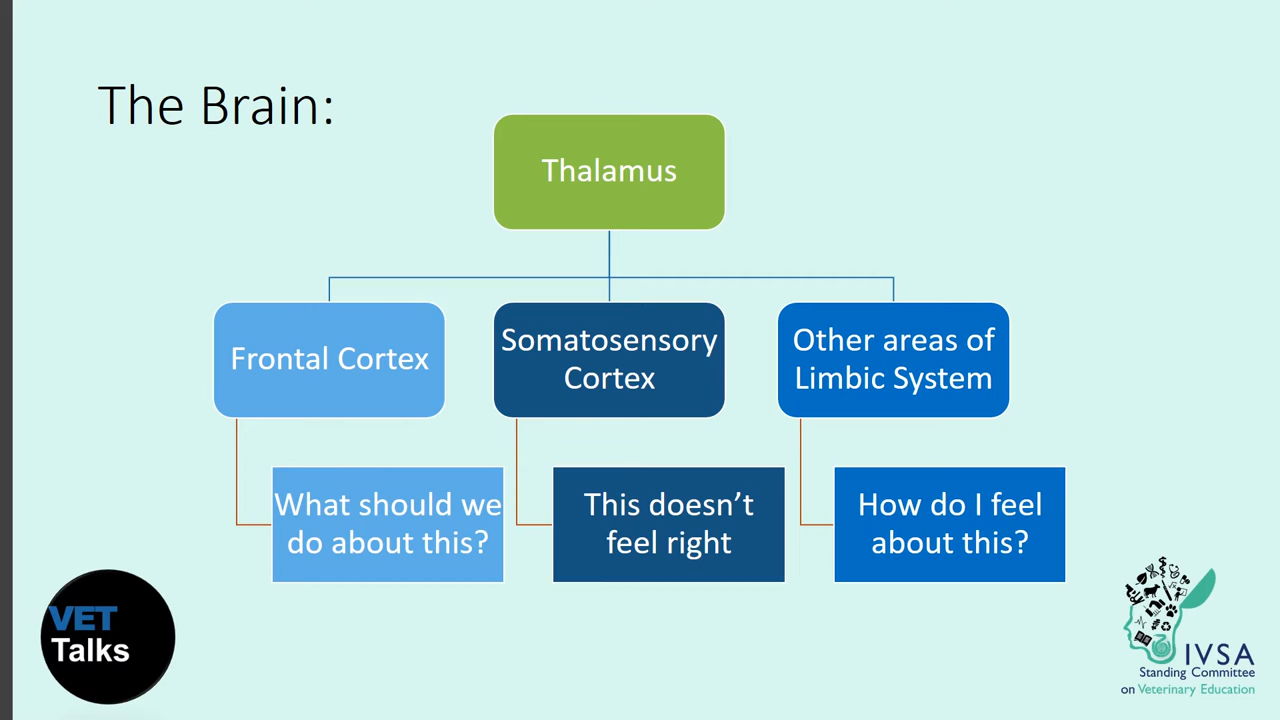 The Brain:
Thalamus
Frontal Cortex
Somatosensory
Cortex
Other areas of
Limbic System
What should we
do about this?
This doesn’t
feel right
How do I feel
about this?
VET
Talks
IVSA
Standing Committee
on Veterinary Education